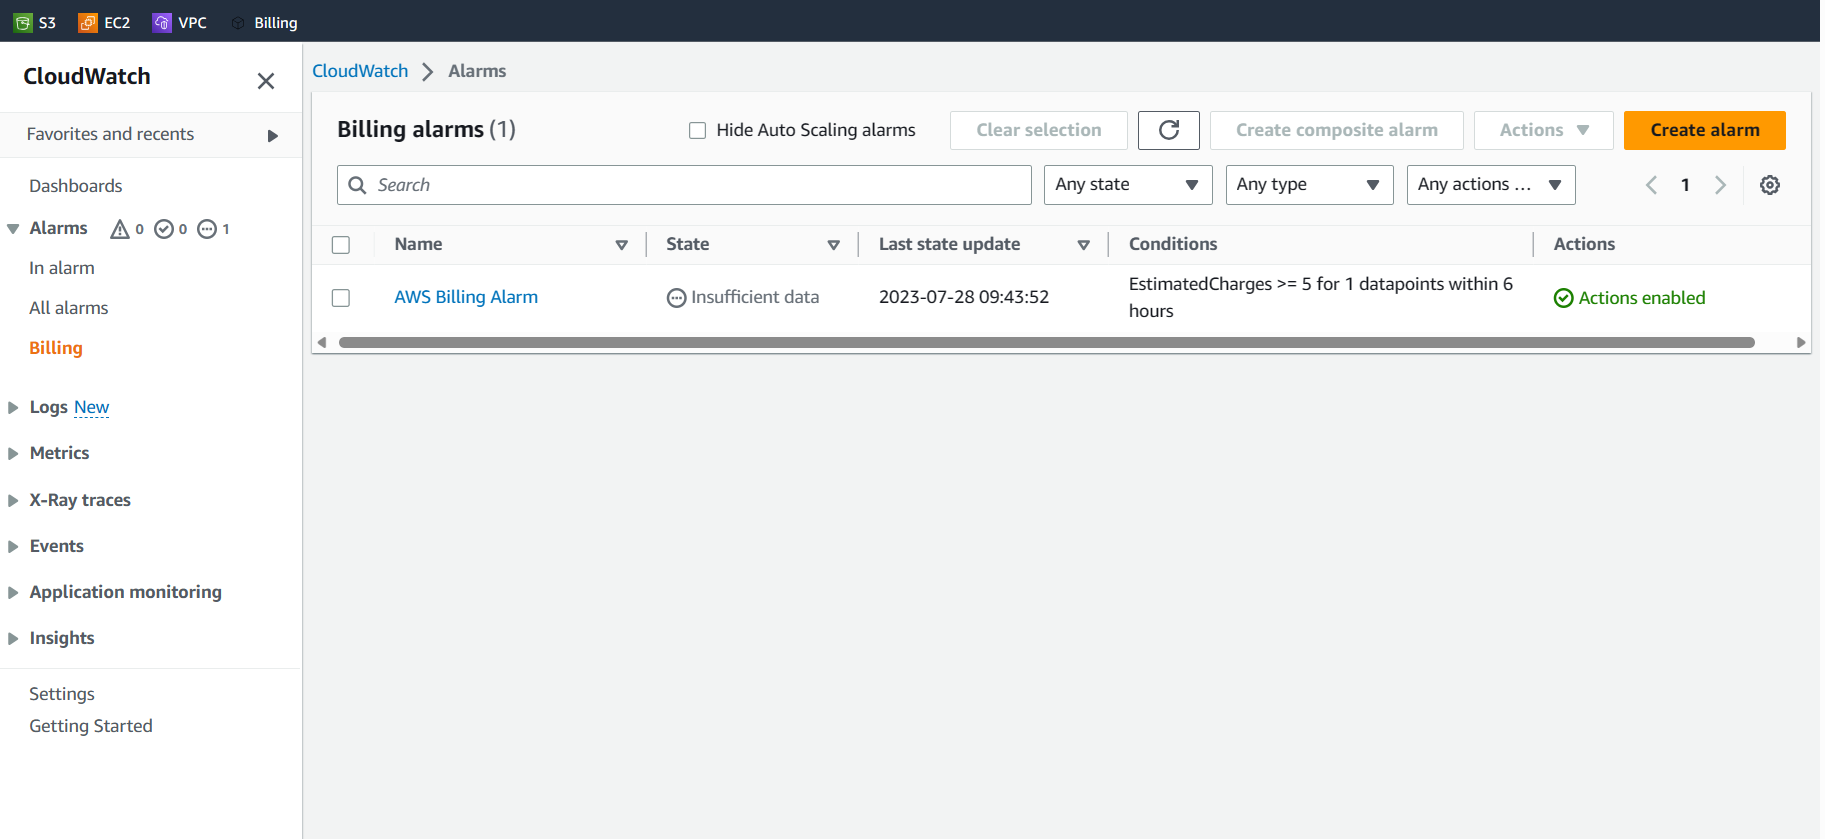 S3 EC2 VPC Billing
CloudWatch
Favorites and recents
Dashboards
Alarms 0 0 1
In alarm
All alarms
Billing
Logs New
Metrics
X-Ray traces
Events
Application monitoring
Insights
Settings
Getting Started
CloudWatch Alarms
Billing alarms (1) Hide Auto Scaling alarms Clear selection Create composite alarm Actions Create alarm
Search Any state Any type Any actions ... 1
Name State Last state update Conditions Actions
AWS Billing Alarm Insufficient data 2023-07-28 09:43:52 EstimatedCharges >= 5 for 1 datapoints within 6
hours Actions enabled